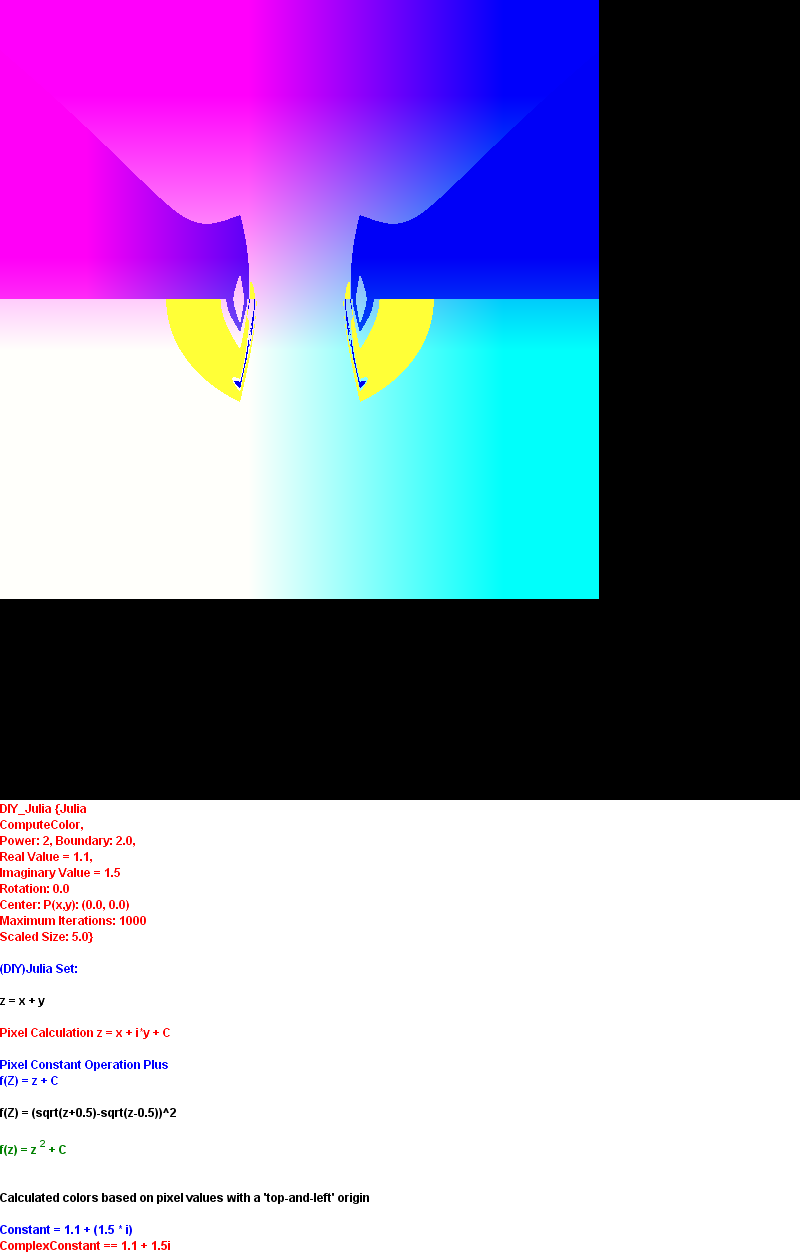 DIY_Julia {Julia
ComputeColor,
Power: 2, Boundary: 2.0,
Real Value = 1.1,
Imaginary Value = 1.5
Rotation: 0.0
Center: P(x,y): (0.0, 0.0)
Maximum Iterations: 1000
Scaled Size: 5.0}
(DIY)Julia Set:
z = x + y
Pixel Calculation z = x + i*y + C
Pixel Constant Operation Plus
f(Z) = z + C
f(Z) = (sqrt(z+0.5)-sqrt(z-0.5))^2
f(z) = z 2 + C
Calculated colors based on pixel values with a 'top-and-left' origin
Constant = 1.1 + (1.5 * i)
ComplexConstant == 1.1 + 1.5i